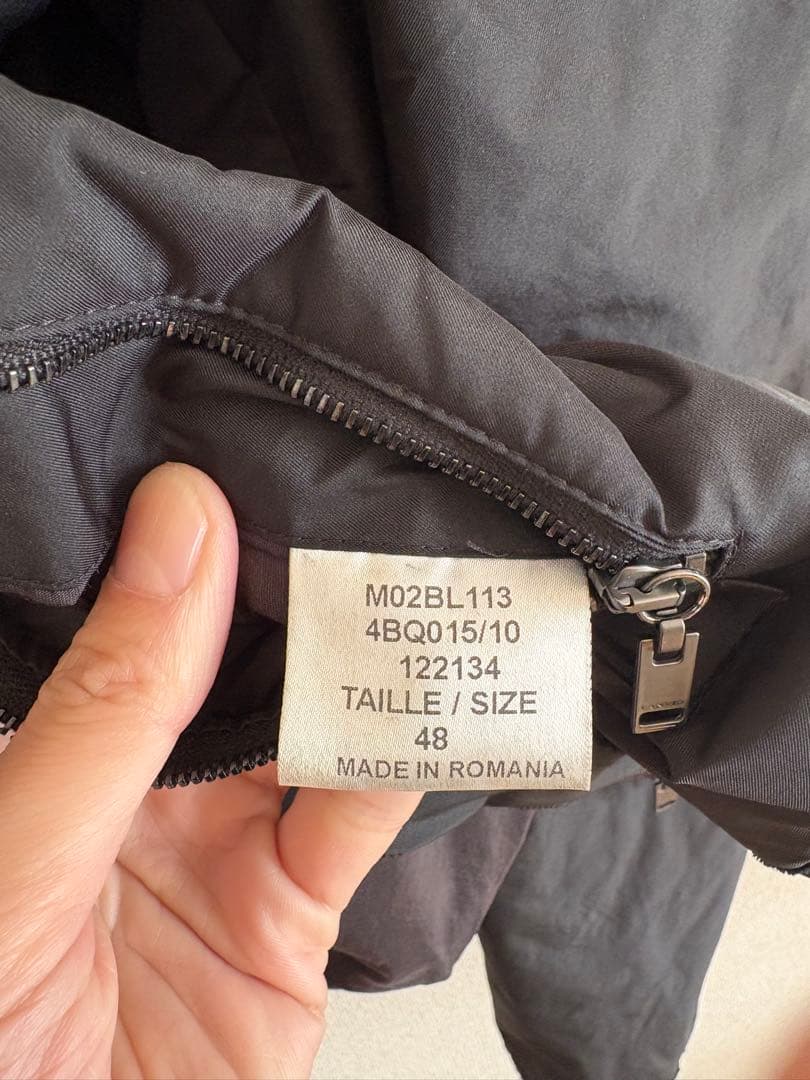 M02BL113
4BQ015/10
122134
TAILLE / SIZE
48
MADE IN ROMANIA